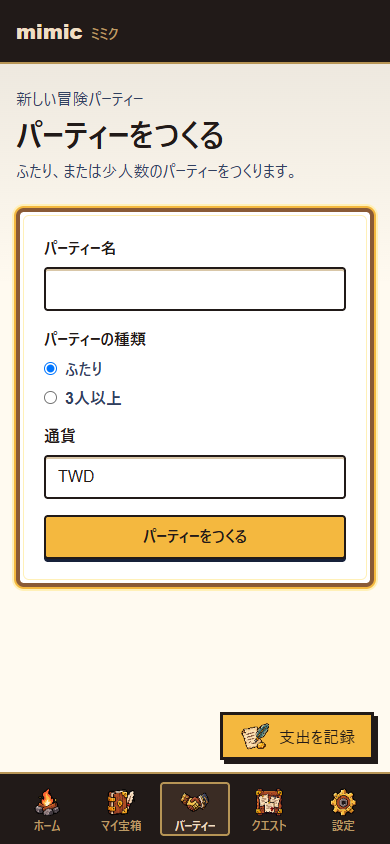 mimic ミミク
新しい冒険パーティー
パーティーをつくる
ふたり、または少人数のパーティーをつくります。
パーティー名
パーティーの種類
ふたり
3人以上
通貨
TWD
パーティーをつくる
支出を記録
ホーム
マイ宝箱
パーティー
クエスト
設定